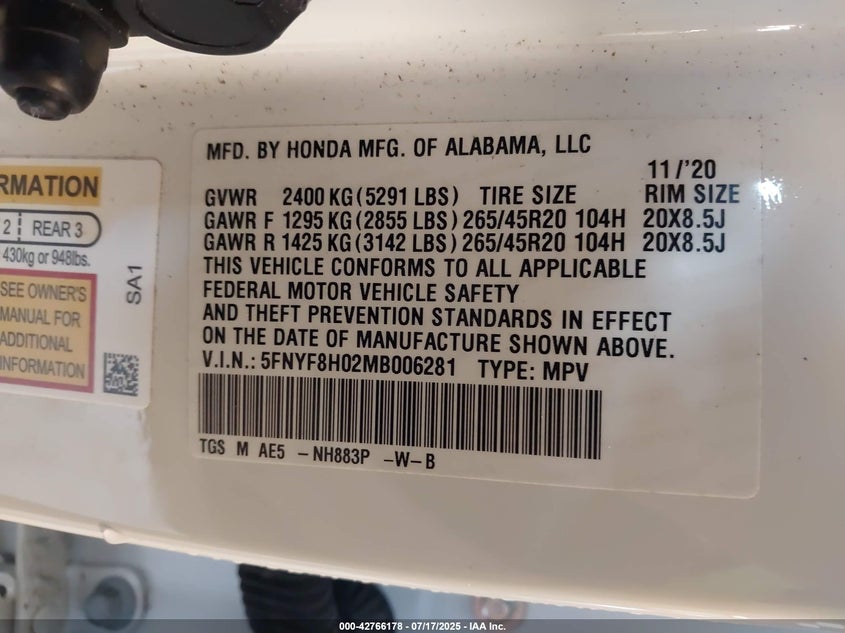 RMATION
2 REAR 3
430kg or 948lbs.
SEE OWNER'S
MANUAL FOR
ADDITIONAL
INFORMATION
SA1
MFD. BY HONDA MFG. OF ALABAMA, LLC
11/'20
GVWR 2400 KG (5291 LBS) TIRE SIZE RIM SIZE
GAWR F 1295 KG (2855 LBS) 265/45R20 104H 20X8.5J
GAWR R 1425 KG (3142 LBS) 265/45R20 104H 20X8.5J
THIS VEHICLE CONFORMS TO ALL APPLICABLE
FEDERAL MOTOR VEHICLE SAFETY
AND THEFT PREVENTION STANDARDS IN EFFECT
ON THE DATE OF MANUFACTURE SHOWN ABOVE.
V.I.N.: 5FNYF8H02MB006281 TYPE: MPV
TGS M AE5 -NH883P -W-B
000-42766178 - 07/17/2025 - IAA Inc.